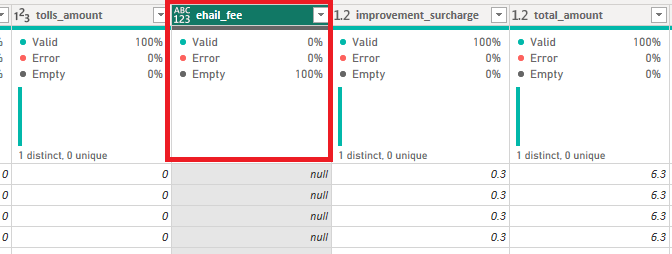 1²3 tolls_amount ABC 123 ehail_fee 1.2 improvement_surcharge 1.2 total_amount
% Valid 100% Valid 0% Valid 100% Valid 100%
% Error 0% Error 0% Error 0% Error 0%
% Empty 0% Empty 100% Empty 0% Empty 0%
1 distinct, 0 unique 1 distinct, 0 unique 1 distinct, 0 unique
0 0 null 0.3 6.3
0 0 null 0.3 6.3
0 0 null 0.3 6.3
0 0 null 0.3 6.3